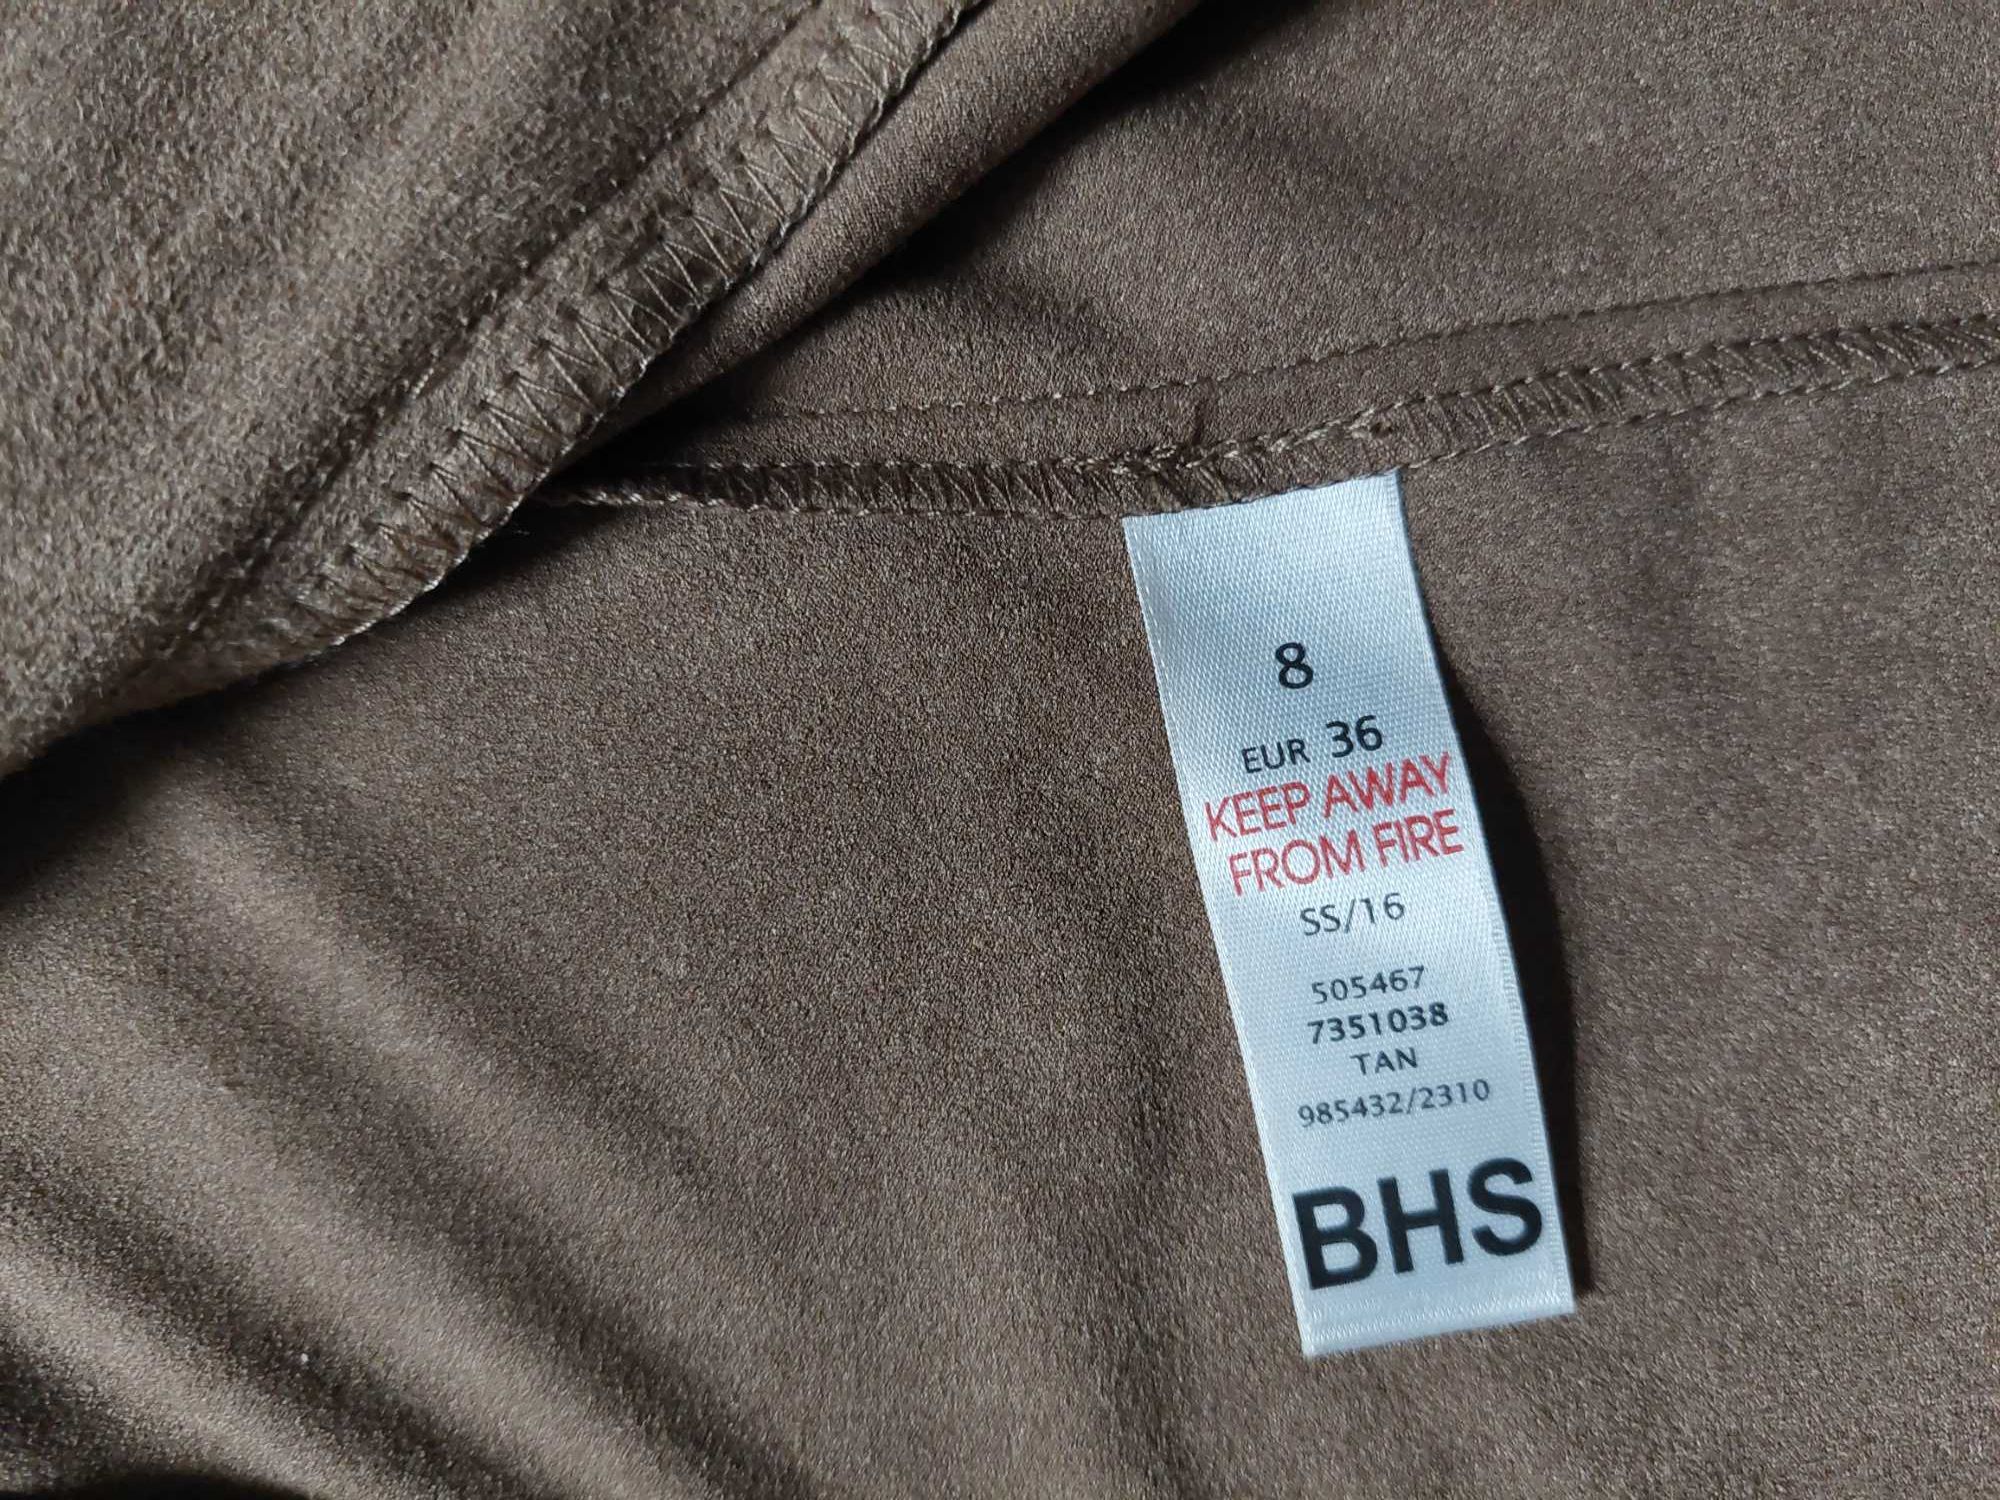 8
EUR 36
KEEP AWAY
FROM FIRE
SS/16
505467
7351038
TAN
985432/2310
BHS